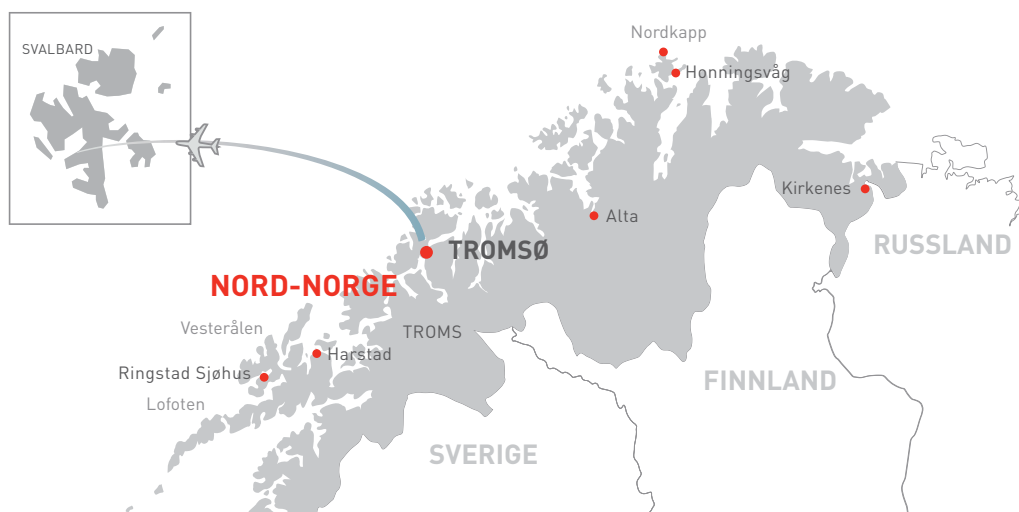 Nordkapp
SVALBARD
Honningsvåg
Kirkenes
Alta
RUSSLAND
TROMSØ
NORD-NORGE
Vesterålen
TROMS
Harstad
Ringstad Sjøhus
FINNLAND
Lofoten
SVERIGE